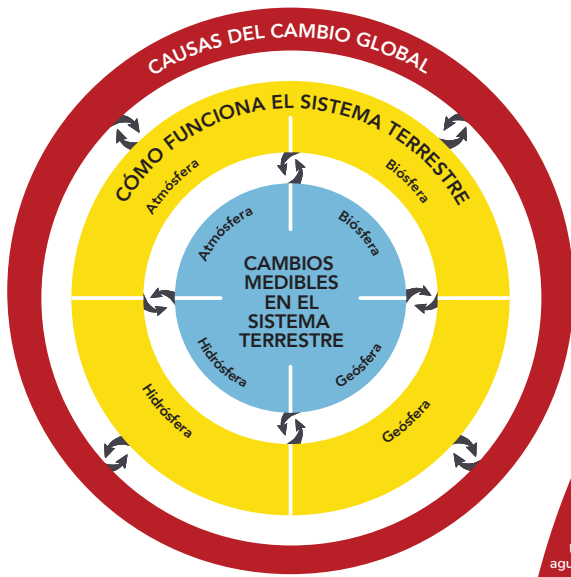 CAUSAS DEL CAMBIO GLOBAL
CÓMO FUNCIONA EL SISTEMA TERRESTRE
Atmósfera
Biósfera
Atmósfera
Biósfera
CAMBIOS
MEDIBLES
EN EL
SISTEMA
TERRESTRE
Hidrósfera
Geósfera
Hidrósfera
Geósfera